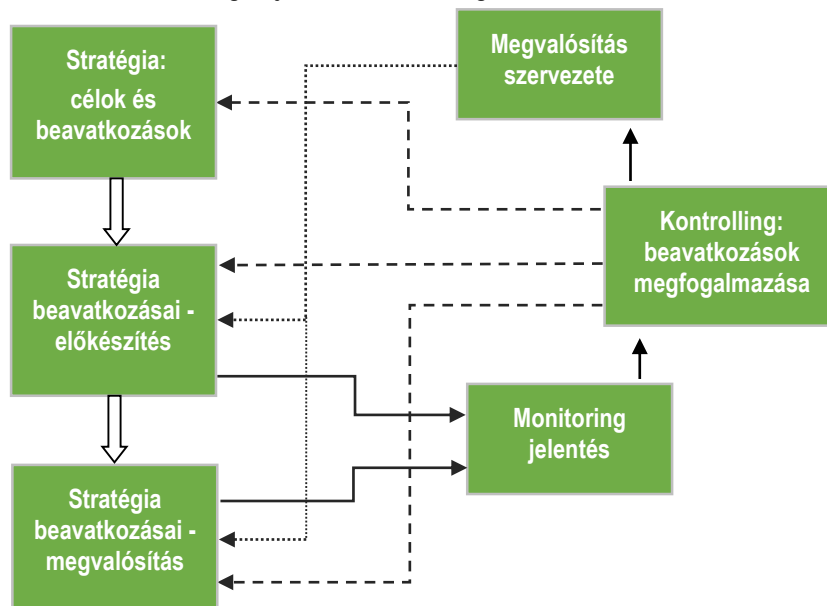 Stratégia:
célok és
beavatkozások
Megvalósítás
szervezete
Kontrolling:
beavatkozások
megfogalmazása
Stratégia
beavatkozásai -
előkészítés
Monitoring
jelentés
Stratégia
beavatkozásai -
megvalósítás